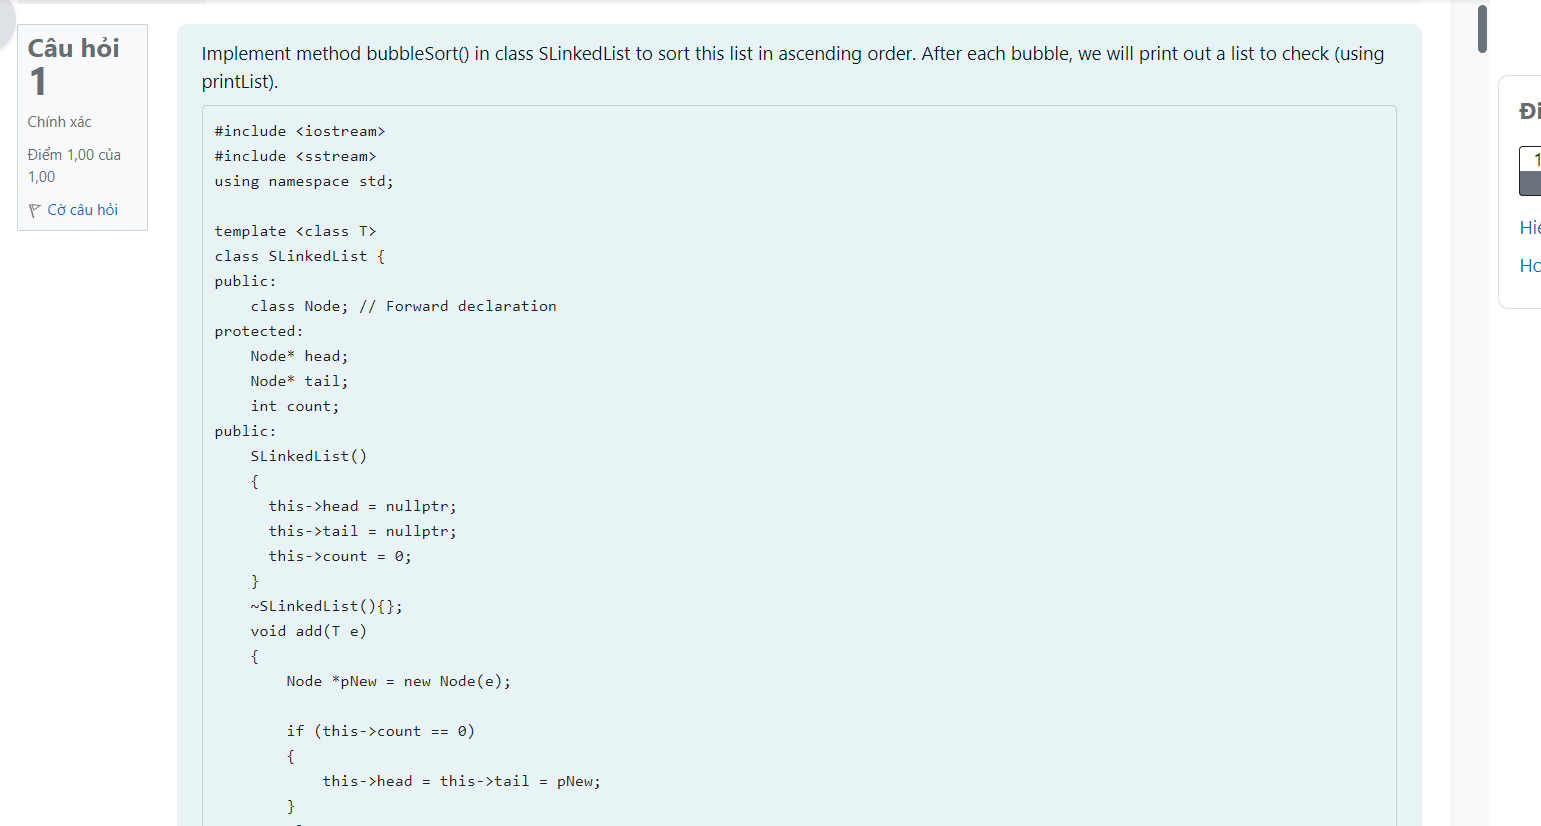 Câu hỏi
1
Chính xác
Điểm 1,00 của
1,00
Cờ câu hỏi
Implement method bubbleSort() in class SLinkedList to sort this list in ascending order. After each bubble, we will print out a list to check (using
printList).
#include <iostream>
#include <sstream>
using namespace std;
template <class T>
class SLinkedList {
public:
class Node; // Forward declaration
protected:
Node* head;
Node* tail;
int count;
public:
SLinkedList()
{
this->head = nullptr;
this->tail = nullptr;
this->count = 0;
}
~SLinkedList(){};
void add(T e)
{
Node *pNew = new Node(e);
if (this->count == 0)
{
this->head = this->tail = pNew;
}
1